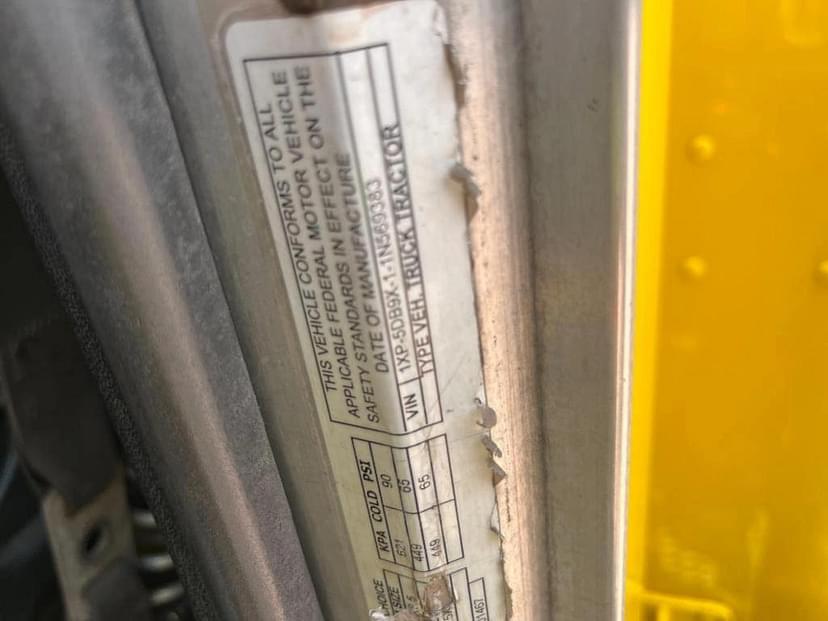 THIS VEHICLE CONFORMS TO ALL
APPLICABLE FEDERAL MOTOR VEHICLE
SAFETY STANDARDS IN EFFECT ON THE
DATE OF MANUFACTURE
VIN 1XP-5DB9X-1-1N569383
TYPE VEH. TRUCK TRACTOR
KPA COLD PSI
621 90
449 65
449 65